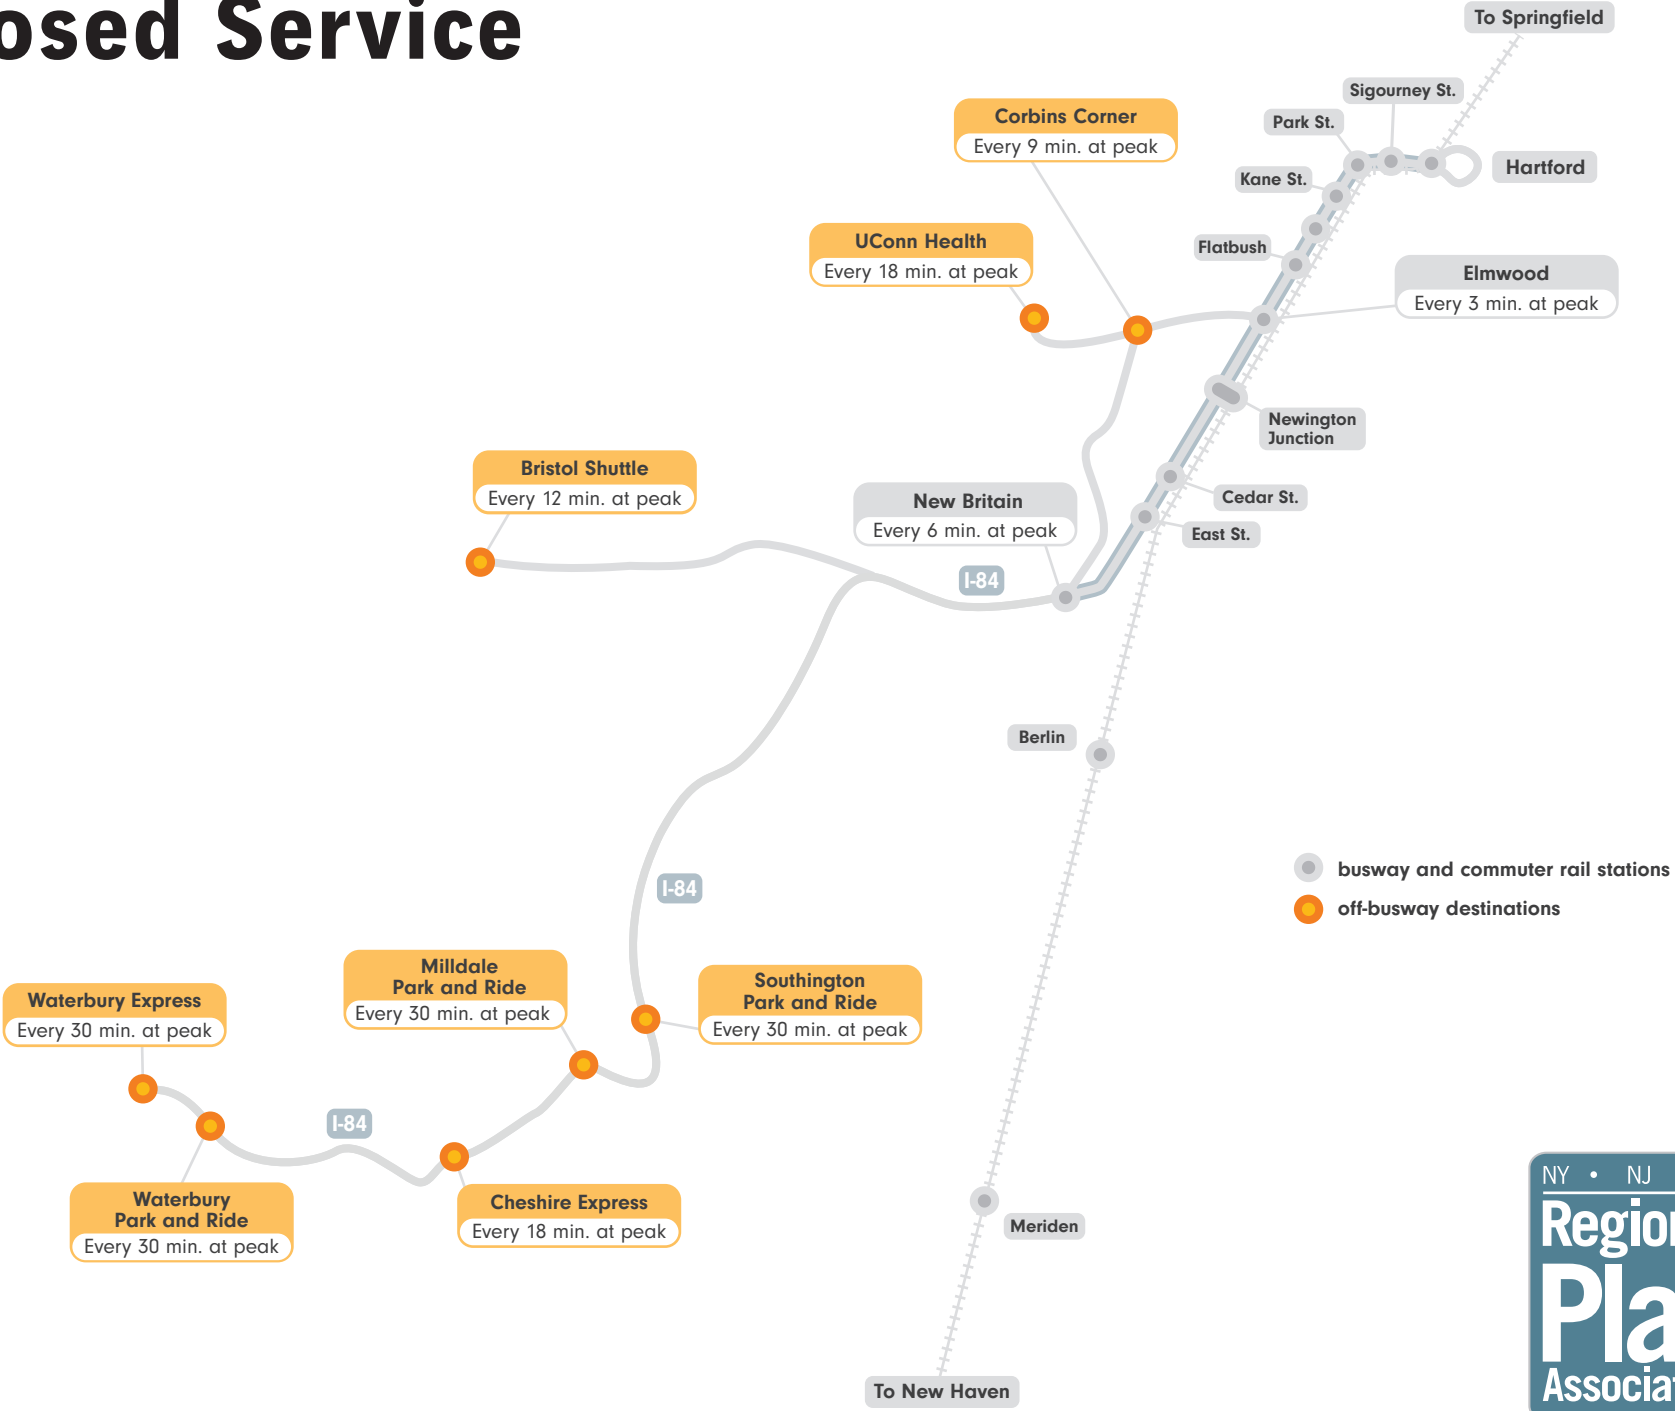 osed Service
To Springfield
Sigourney St.
Corbins Corner
Every 9 min. at peak
Park St.
Hartford
Kane St.
UConn Health
Every 18 min. at peak
Flatbush
Elmwood
Every 3 min. at peak
Newington
Junction
Bristol Shuttle
Every 12 min. at peak
New Britain
Every 6 min. at peak
Cedar St.
East St.
I-84
Berlin
busway and commuter rail stations
I-84
off-busway destinations
Milldale
Park and Ride
Every 30 min. at peak
Southington
Park and Ride
Every 30 min. at peak
Waterbury Express
Every 30 min. at peak
I-84
Waterbury
Park and Ride
Every 30 min. at peak
Cheshire Express
Every 18 min. at peak
Meriden
To New Haven
NY • NJ
Region
Pla
Associat